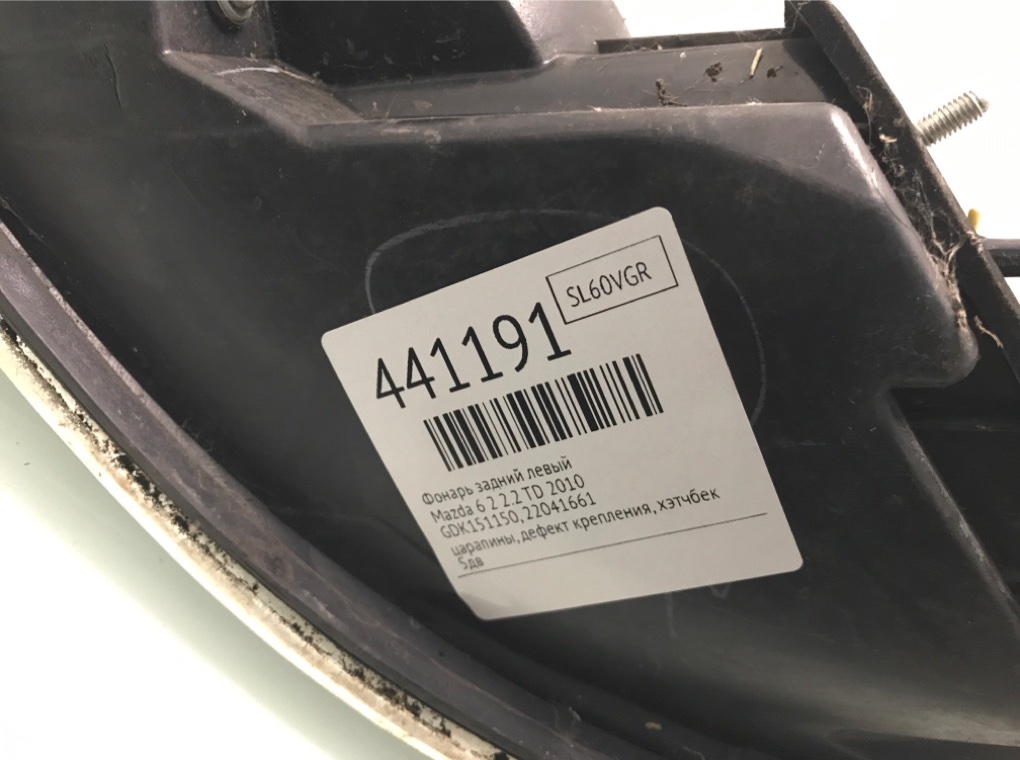 SL60VGR
441191
Фонарь задний левый
Mazda 6 2 2.2 TD 2010
GDK151150,22041661
царапины,дефект крепления, хэтчбек
5дв